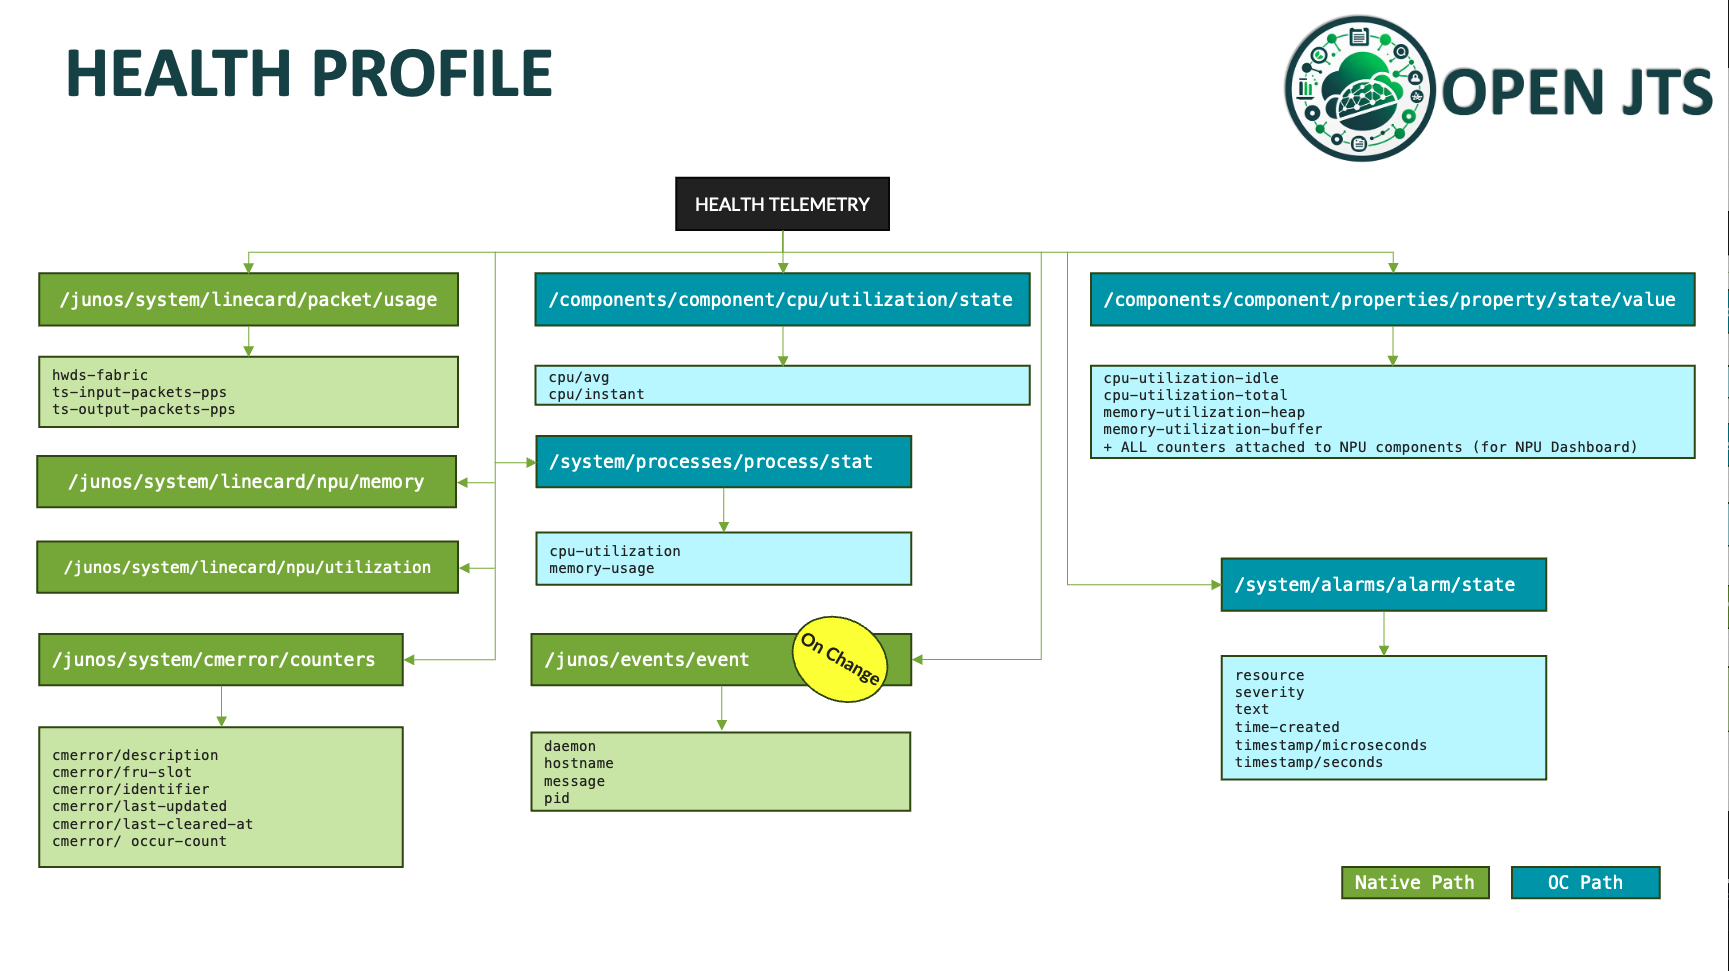 HEALTH PROFILE
OPEN JTS
HEALTH TELEMETRY
/junos/system/linecard/packet/usage
hwds-fabric
ts-input-packets-pps
ts-output-packets-pps
/junos/system/linecard/npu/memory
/junos/system/linecard/npu/utilization
/junos/system/cmerror/counters
cmerror/description
cmerror/fru-slot
cmerror/identifier
cmerror/last-updated
cmerror/last-cleared-at
cmerror/ occur-count
/components/component/cpu/utilization/state
cpu/avg
cpu/instant
/system/processes/process/stat
cpu-utilization
memory-usage
/junos/events/event
On Change
daemon
hostname
message
pid
/components/component/properties/property/state/value
cpu-utilization-idle
cpu-utilization-total
memory-utilization-heap
memory-utilization-buffer
+ ALL counters attached to NPU components (for NPU Dashboard)
/system/alarms/alarm/state
resource
severity
text
time-created
timestamp/microseconds
timestamp/seconds
Native Path
OC Path